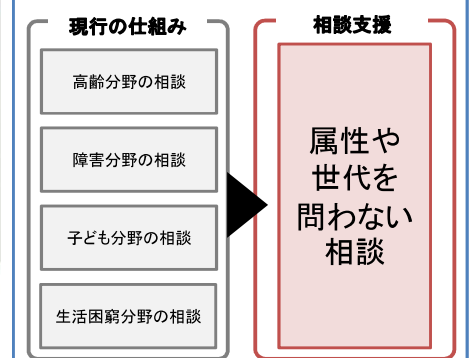 現行の仕組み
高齢分野の相談
障害分野の相談
子ども分野の相談
生活困窮分野の相談
相談支援
属性や
世代を
問わない
相談